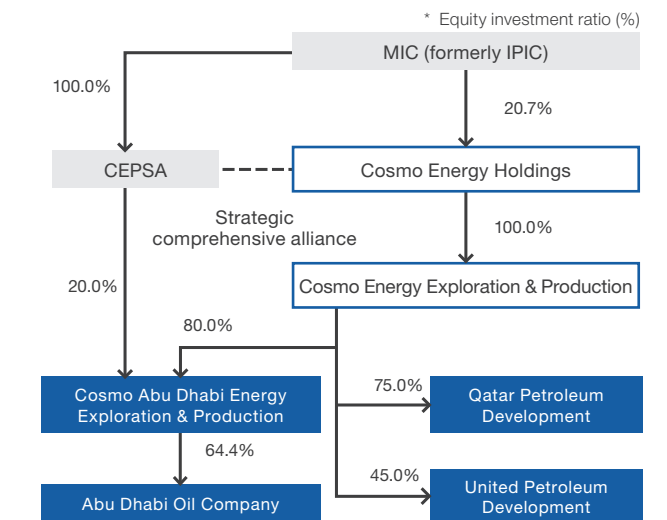 * Equity investment ratio (%)
MIC (formerly IPIC)
100.0%
20.7%
CEPSA
Cosmo Energy Holdings
Strategic
comprehensive alliance
100.0%
20.0%
Cosmo Energy Exploration & Production
80.0%
Cosmo Abu Dhabi Energy
Exploration & Production
75.0%
Qatar Petroleum
Development
64.4%
45.0%
Abu Dhabi Oil Company
United Petroleum
Development